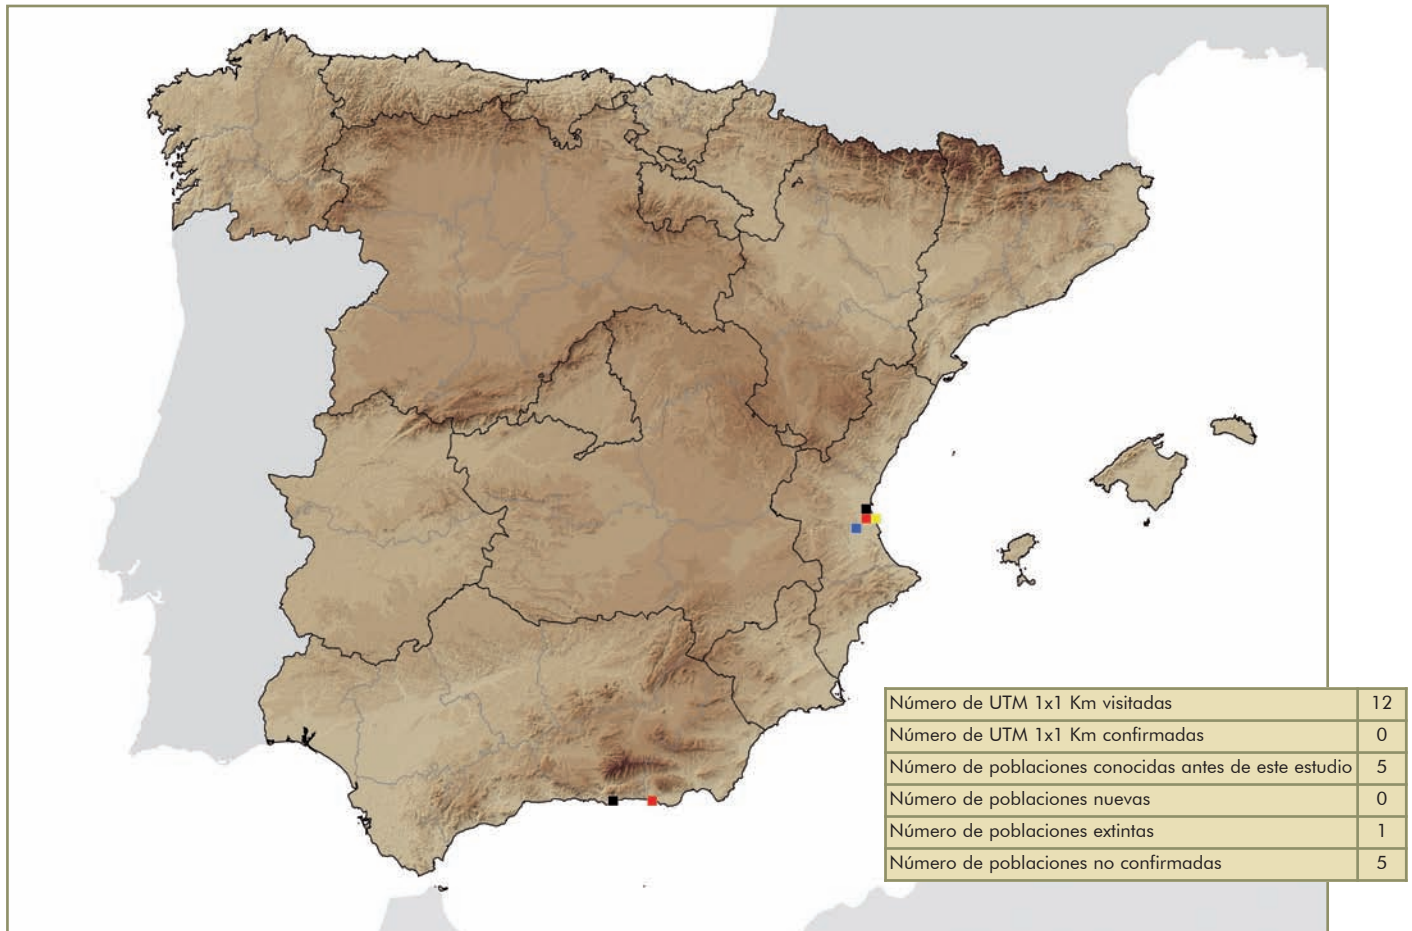 Número de UTM 1x1 Km visitadas 12
Número de UTM 1x1 Km confirmadas 0
Número de poblaciones conocidas antes de este estudio 5
Número de poblaciones nuevas 0
Número de poblaciones extintas 1
Número de poblaciones no confirmadas 5